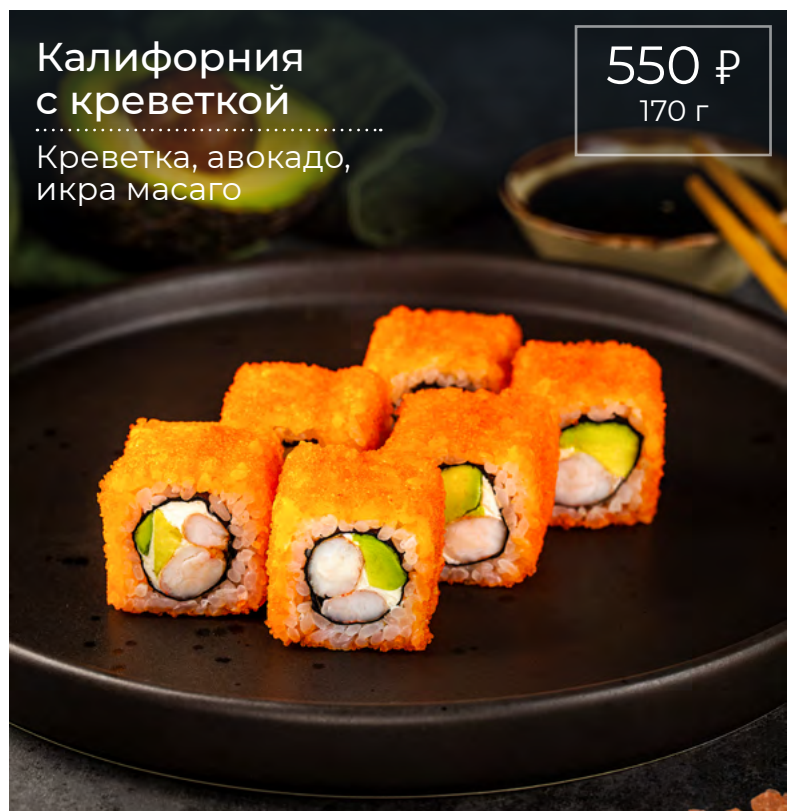 Калифорния
с креветкой
Креветка, авокадо,
икра масаго
550 ₽
170 г